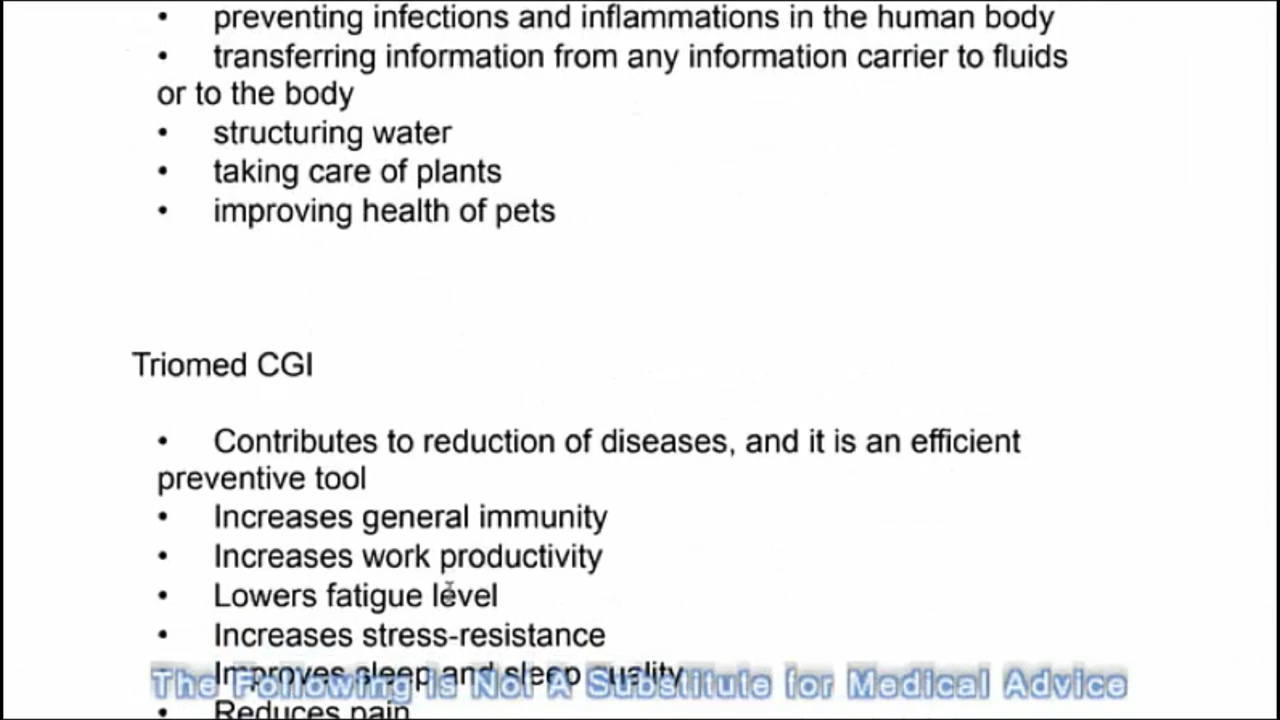 • preventing infections and inflammations in the human body
• transferring information from any information carrier to fluids
or to the body
• structuring water
• taking care of plants
• improving health of pets
Triomed CGI
• Contributes to reduction of diseases, and it is an efficient
preventive tool
• Increases general immunity
• Increases work productivity
• Lowers fatigue level
• Increases stress-resistance
Improves sleep and sleep quality
The Following Is Not A Substitute for Medical Advice
• Reduces pain